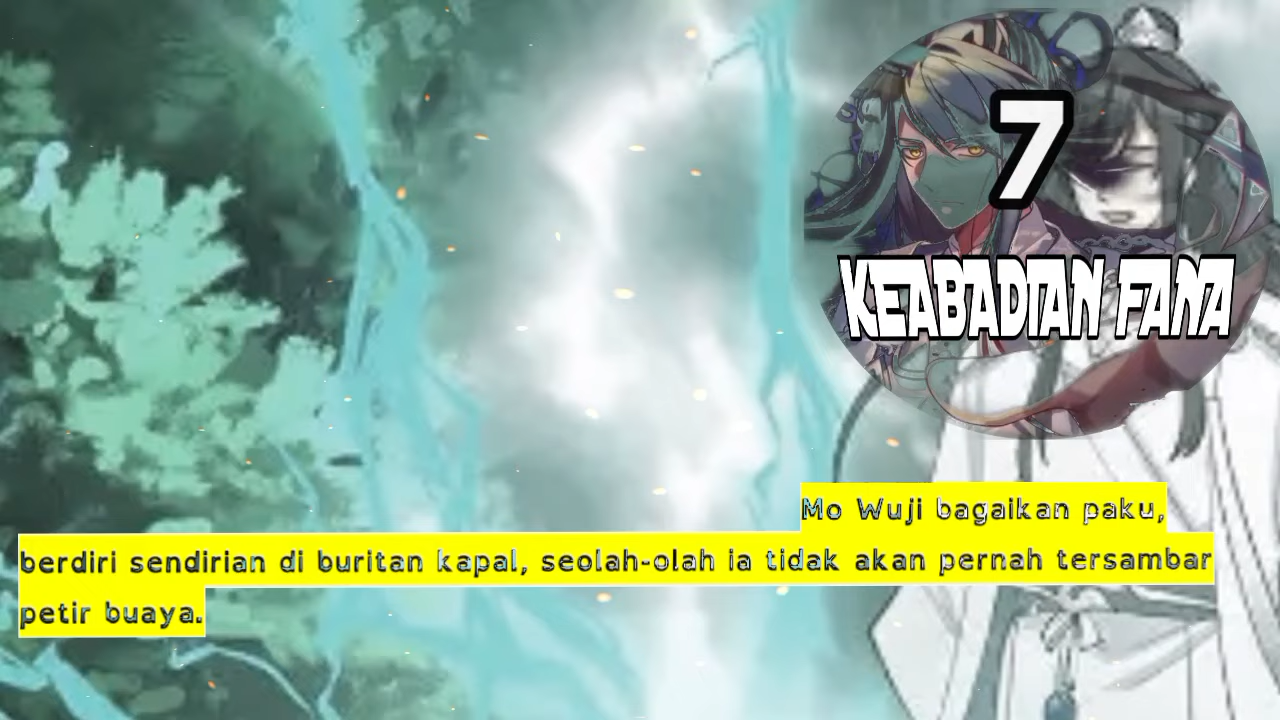 7
KEABADIAN FANA
Mo Wuji bagaikan paku,
berdiri sendirian di buritan kapal, seolah-olah ia tidak akan pernah tersambar
petir buaya.